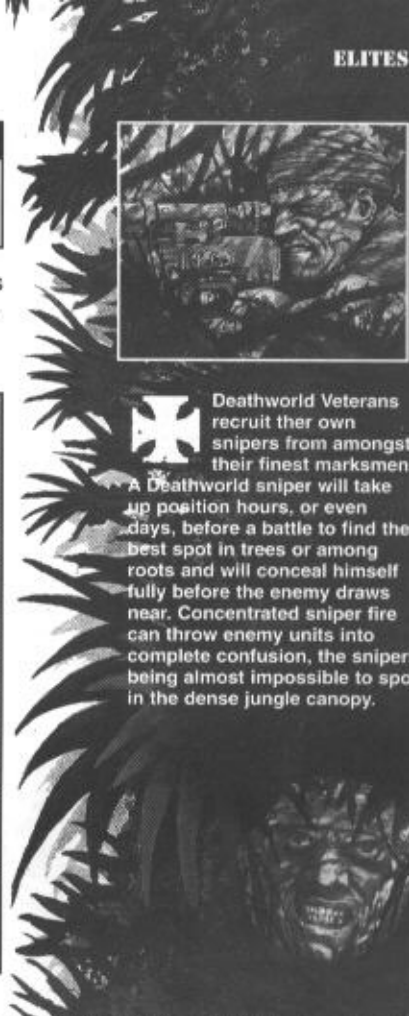 ELITES
Deathworld Veterans
recruit ther own
snipers from amongst
their finest marksmen
A Deathworld sniper will take
up position hours, or even
days, before a battle to find the
best spot in trees or among
roots and will conceal himself
fully before the enemy draws
near. Concentrated sniper fire
can throw enemy units into
complete confusion, the sniper
being almost impossible to spo
in the dense jungle canopy.